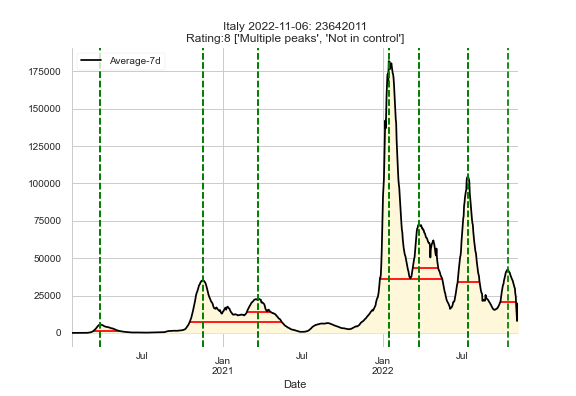 Italy 2022-11-06: 23642011
Rating:8 ['Multiple peaks', 'Not in control']
Average-7d
175000
150000
125000
100000
75000
50000
25000
0
Jul
Jan
2021
Jul
Jan
2022
Jul
Date